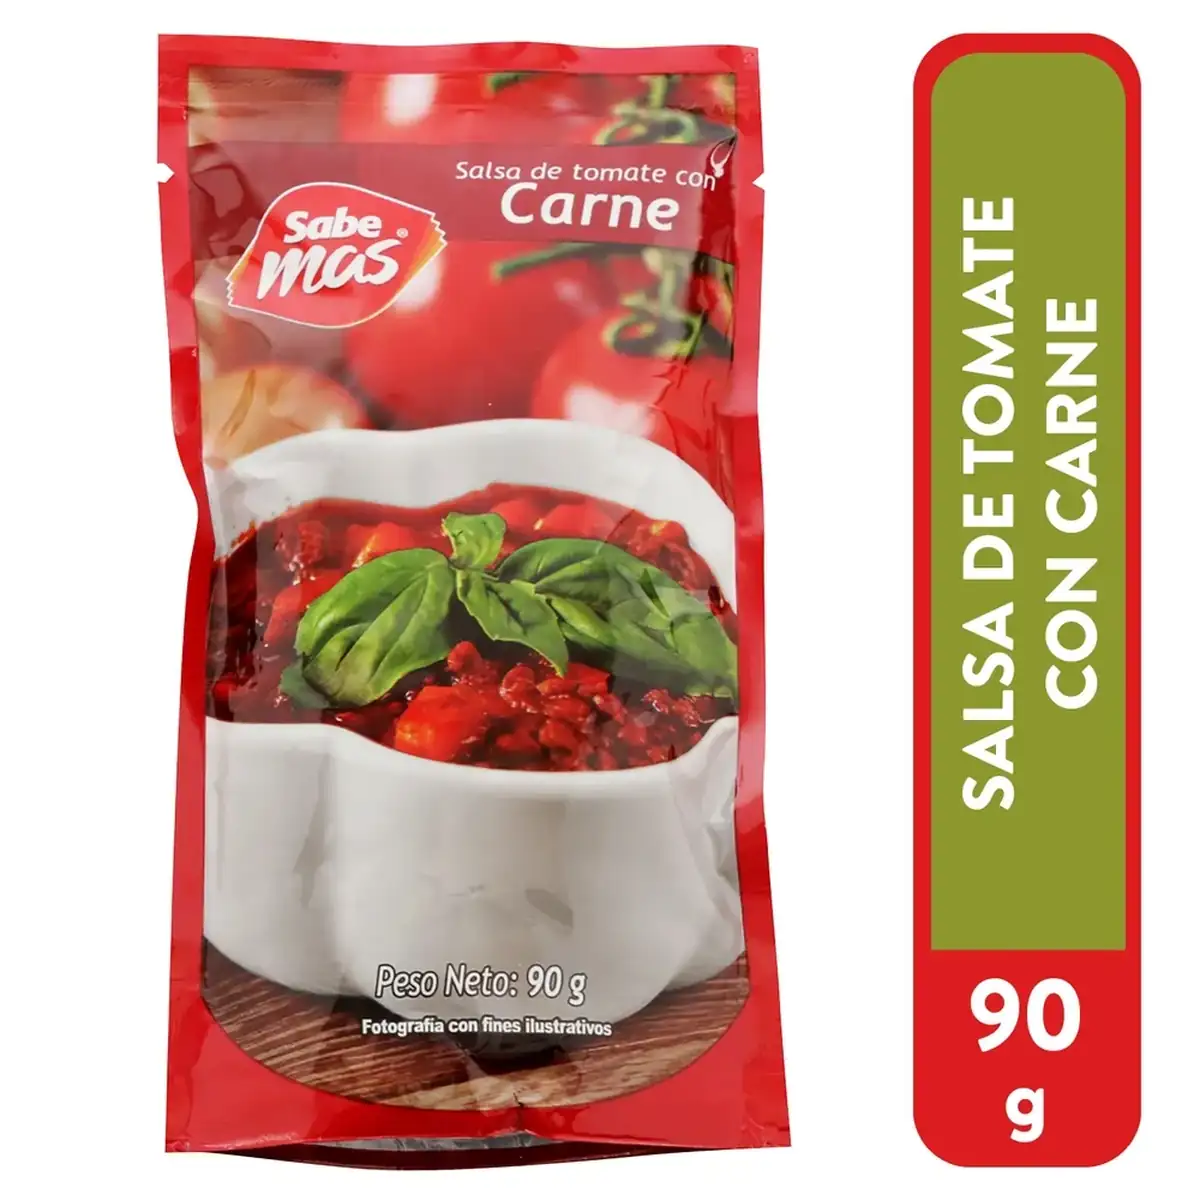 Salsa de tomate con
Carne
Sabe
mas®
Peso Neto: 90 g
Fotografía con fines ilustrativos
SALSA DE TOMATE
CON CARNE
90
g